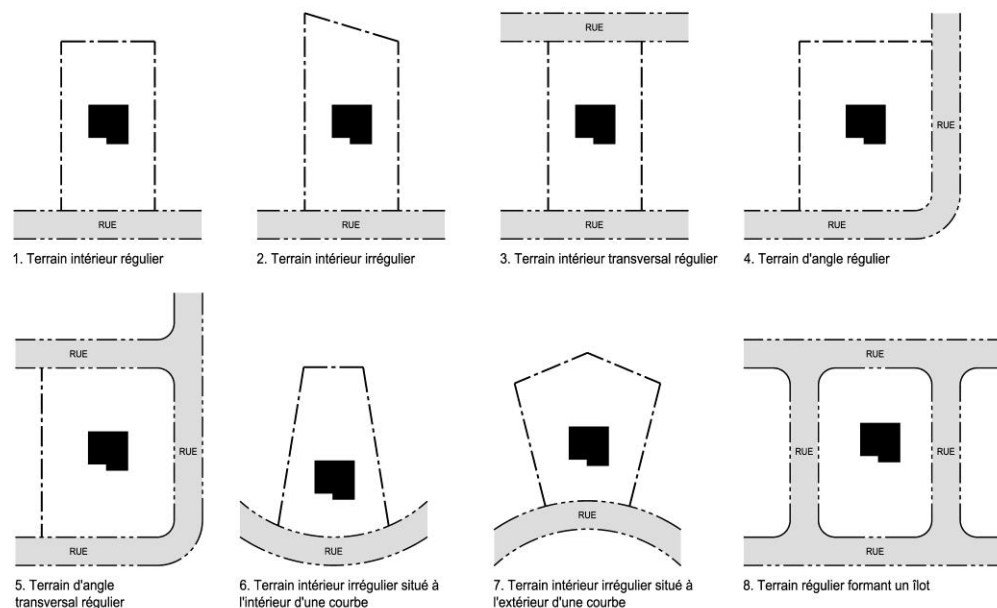 RUE
RUE
RUE
RUE
RUE
RUE
1. Terrain intérieur régulier
2. Terrain intérieur irrégulier
3. Terrain intérieur transversal régulier
4. Terrain d'angle régulier
RUE
RUE
RUE
5. Terrain d'angle
transversal régulier
RUE
6. Terrain intérieur irrégulier situé à
l'intérieur d'une courbe
RUE
7. Terrain intérieur irrégulier situé à
l'extérieur d'une courbe
RUE
RUE
RUE
RUE
8. Terrain régulier formant un îlot